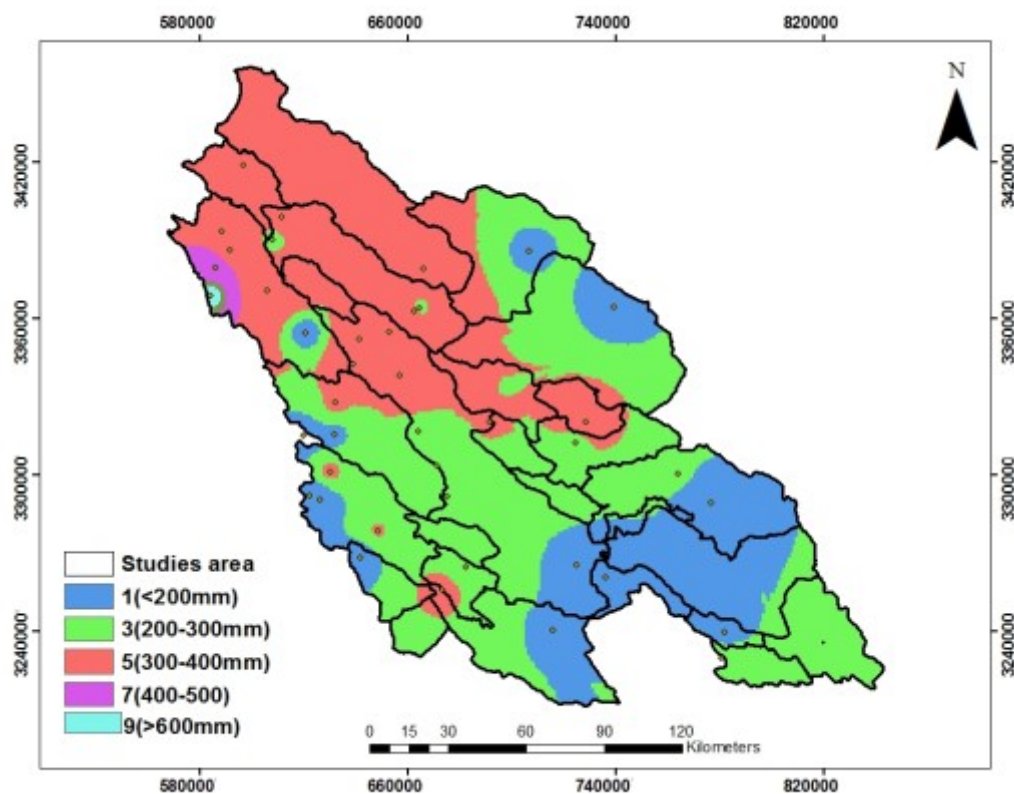 580000 660000 740000 820000
N
3420000 3420000
3360000 3360000
3300000 3300000
3240000 3240000
Studies area
1(<200mm)
3(200-300mm)
5(300-400mm)
7(400-500)
9(>600mm)
0 15 30 60 90 120
Kilometers
580000 660000 740000 820000